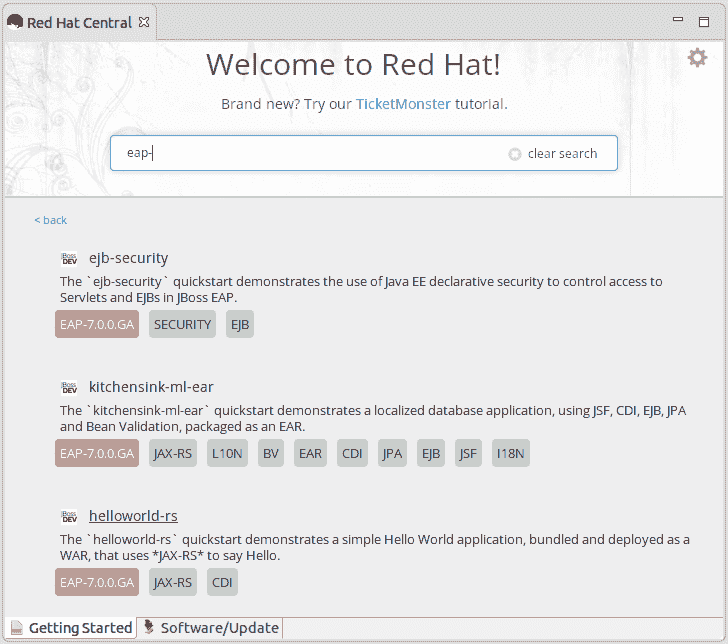 Red Hat Central
Welcome to Red Hat!
Brand new? Try our TicketMonster tutorial.
eap-
clear search
< back
JBoss DEV ejb-security
The `ejb-security` quickstart demonstrates the use of Java EE declarative security to control access to
Servlets and EJBs in JBoss EAP.
EAP-7.0.0.GA SECURITY EJB
JBoss DEV kitchensink-ml-ear
The `kitchensink-ml-ear` quickstart demonstrates a localized database application, using JSF, CDI, EJB, JPA
and Bean Validation, packaged as an EAR.
EAP-7.0.0.GA JAX-RS L10N BV EAR CDI JPA EJB JSF I18N
JBoss DEV helloworld-rs
The `helloworld-rs` quickstart demonstrates a simple Hello World application, bundled and deployed as a
WAR, that uses *JAX-RS* to say Hello.
EAP-7.0.0.GA JAX-RS CDI
Getting Started Software/Update